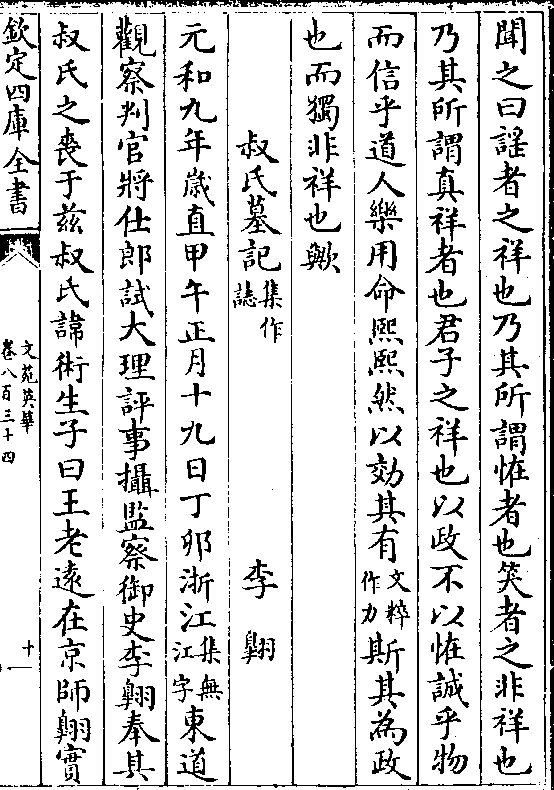 聞之曰謡者之祥也乃其所謂恠者也笑者之非祥也
乃其所謂真祥者也君子之祥也以政不以恠誠乎物
而信乎道人樂用命熙熙然以効其有文粹作力斯其為政
也而獨非祥也歟
叔氏墓記集作誌 李翺
元和九年嵗直甲午正月十九日丁夘浙江集無江字東道
觀察判官將仕郎試大理評事攝監察御史李翺奉其
叔氏之喪于兹叔氏諱術生子曰王老逺在京師翺實
欽定四庫全書
文苑英華
卷八百三十四
十